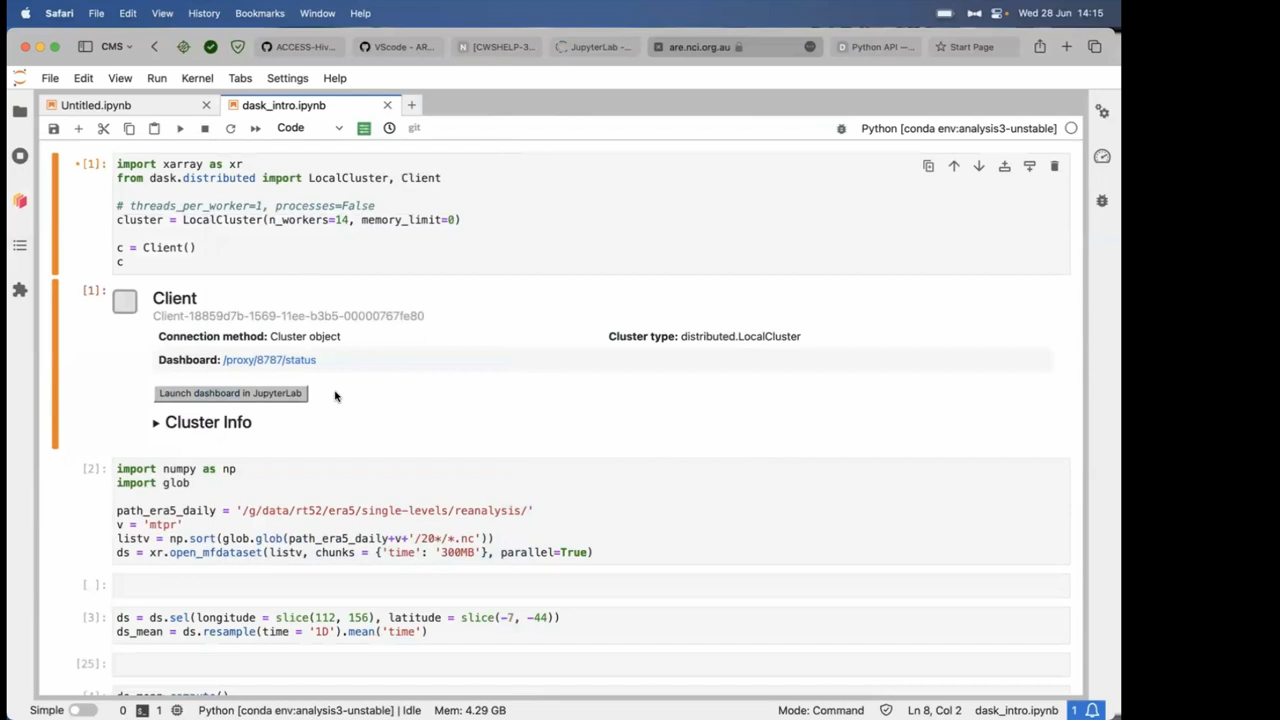 Safari File Edit View History Bookmarks Window Help Wed 28 Jun 14:15
CMS ACCESS-Hiv... VScode - AR... [CWSHELP-3... JupyterLab -... are.nci.org.au Python API —... Start Page
File Edit View Run Kernel Tabs Settings Help
Untitled.ipynb dask_intro.ipynb
Code git Python [conda env:analysis3-unstable]
[1]: import xarray as xr
from dask.distributed import LocalCluster, Client
# threads_per_worker=1, processes=False
cluster = LocalCluster(n_workers=14, memory_limit=0)
c = Client()
c
[1]: Client
Client-18859d7b-1569-11ee-b3b5-00000767fe80
Connection method: Cluster object Cluster type: distributed.LocalCluster
Dashboard: /proxy/8787/status
Launch dashboard in JupyterLab
Cluster Info
[2]: import numpy as np
import glob
path_era5_daily = '/g/data/rt52/era5/single-levels/reanalysis/'
v = 'mtpr'
listv = np.sort(glob.glob(path_era5_daily+v+'/20*/*.nc'))
ds = xr.open_mfdataset(listv, chunks = {'time': '300MB'}, parallel=True)
[ ]:
[3]: ds = ds.sel(longitude = slice(112, 156), latitude = slice(-7, -44))
ds_mean = ds.resample(time = '1D').mean('time')
[25]:
Simple 0 1 Python [conda env:analysis3-unstable] | Idle Mem: 4.29 GB Mode: Command Ln 8, Col 2 dask_intro.ipynb 1